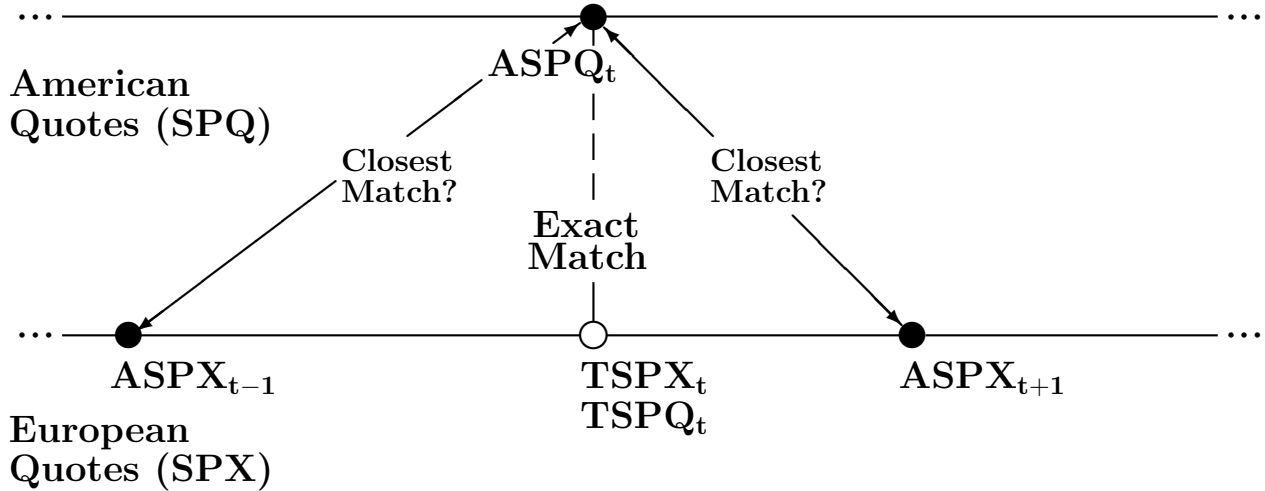 ... ...
ASPQt
American
Quotes (SPQ)
Closest
Match?
Closest
Match?
Exact
Match
... ...
ASPXt−1
TSPXt
TSPQt
ASPXt+1
European
Quotes (SPX)